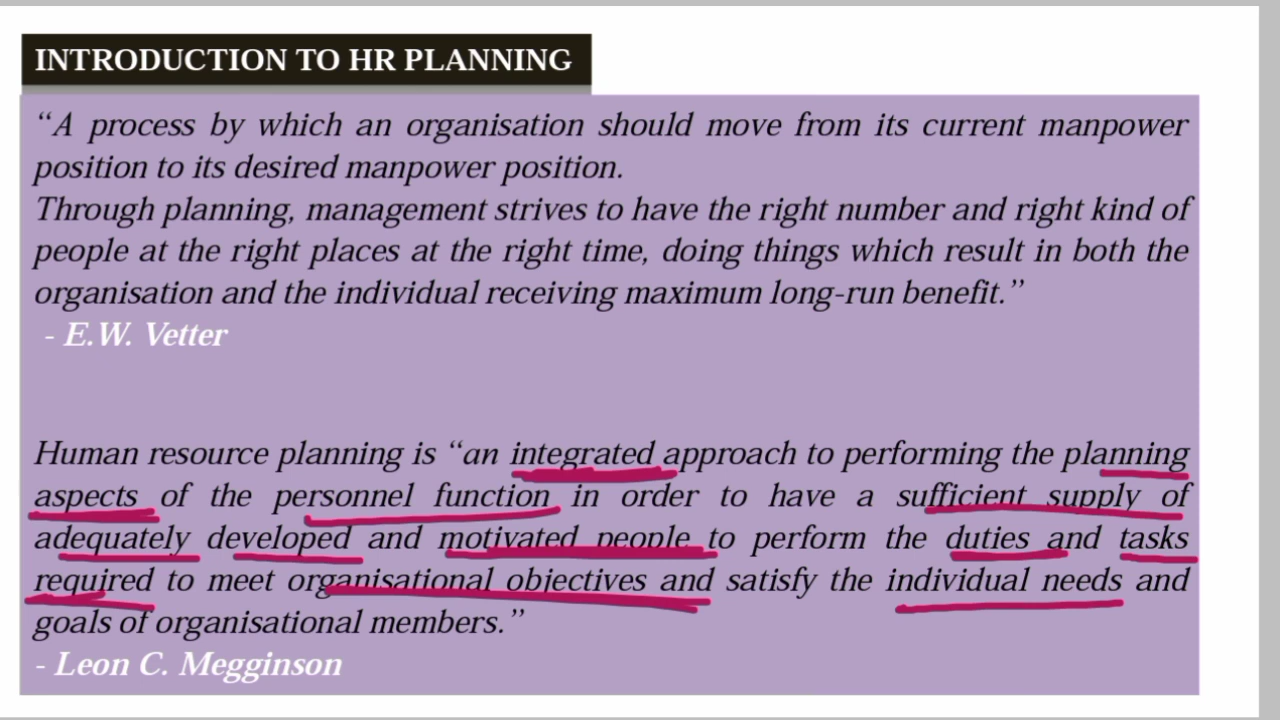 INTRODUCTION TO HR PLANNING
“A process by which an organisation should move from its current manpower
position to its desired manpower position.
Through planning, management strives to have the right number and right kind of
people at the right places at the right time, doing things which result in both the
organisation and the individual receiving maximum long-run benefit.”
- E.W. Vetter
Human resource planning is “an integrated approach to performing the planning
aspects of the personnel function in order to have a sufficient supply of
adequately developed and motivated people to perform the duties and tasks
required to meet organisational objectives and satisfy the individual needs and
goals of organisational members.”
- Leon C. Megginson